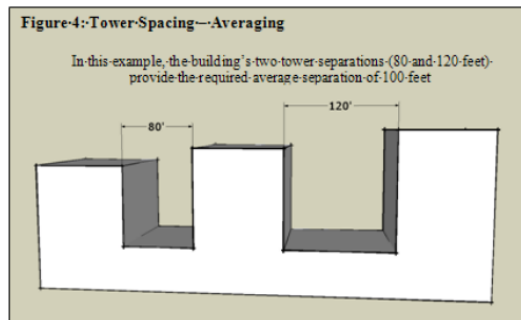 Figure 4: Tower Spacing – Averaging
In this example, the building's two tower separations (80 and 120 feet)
provide the required average separation of 100 feet
120'
80'